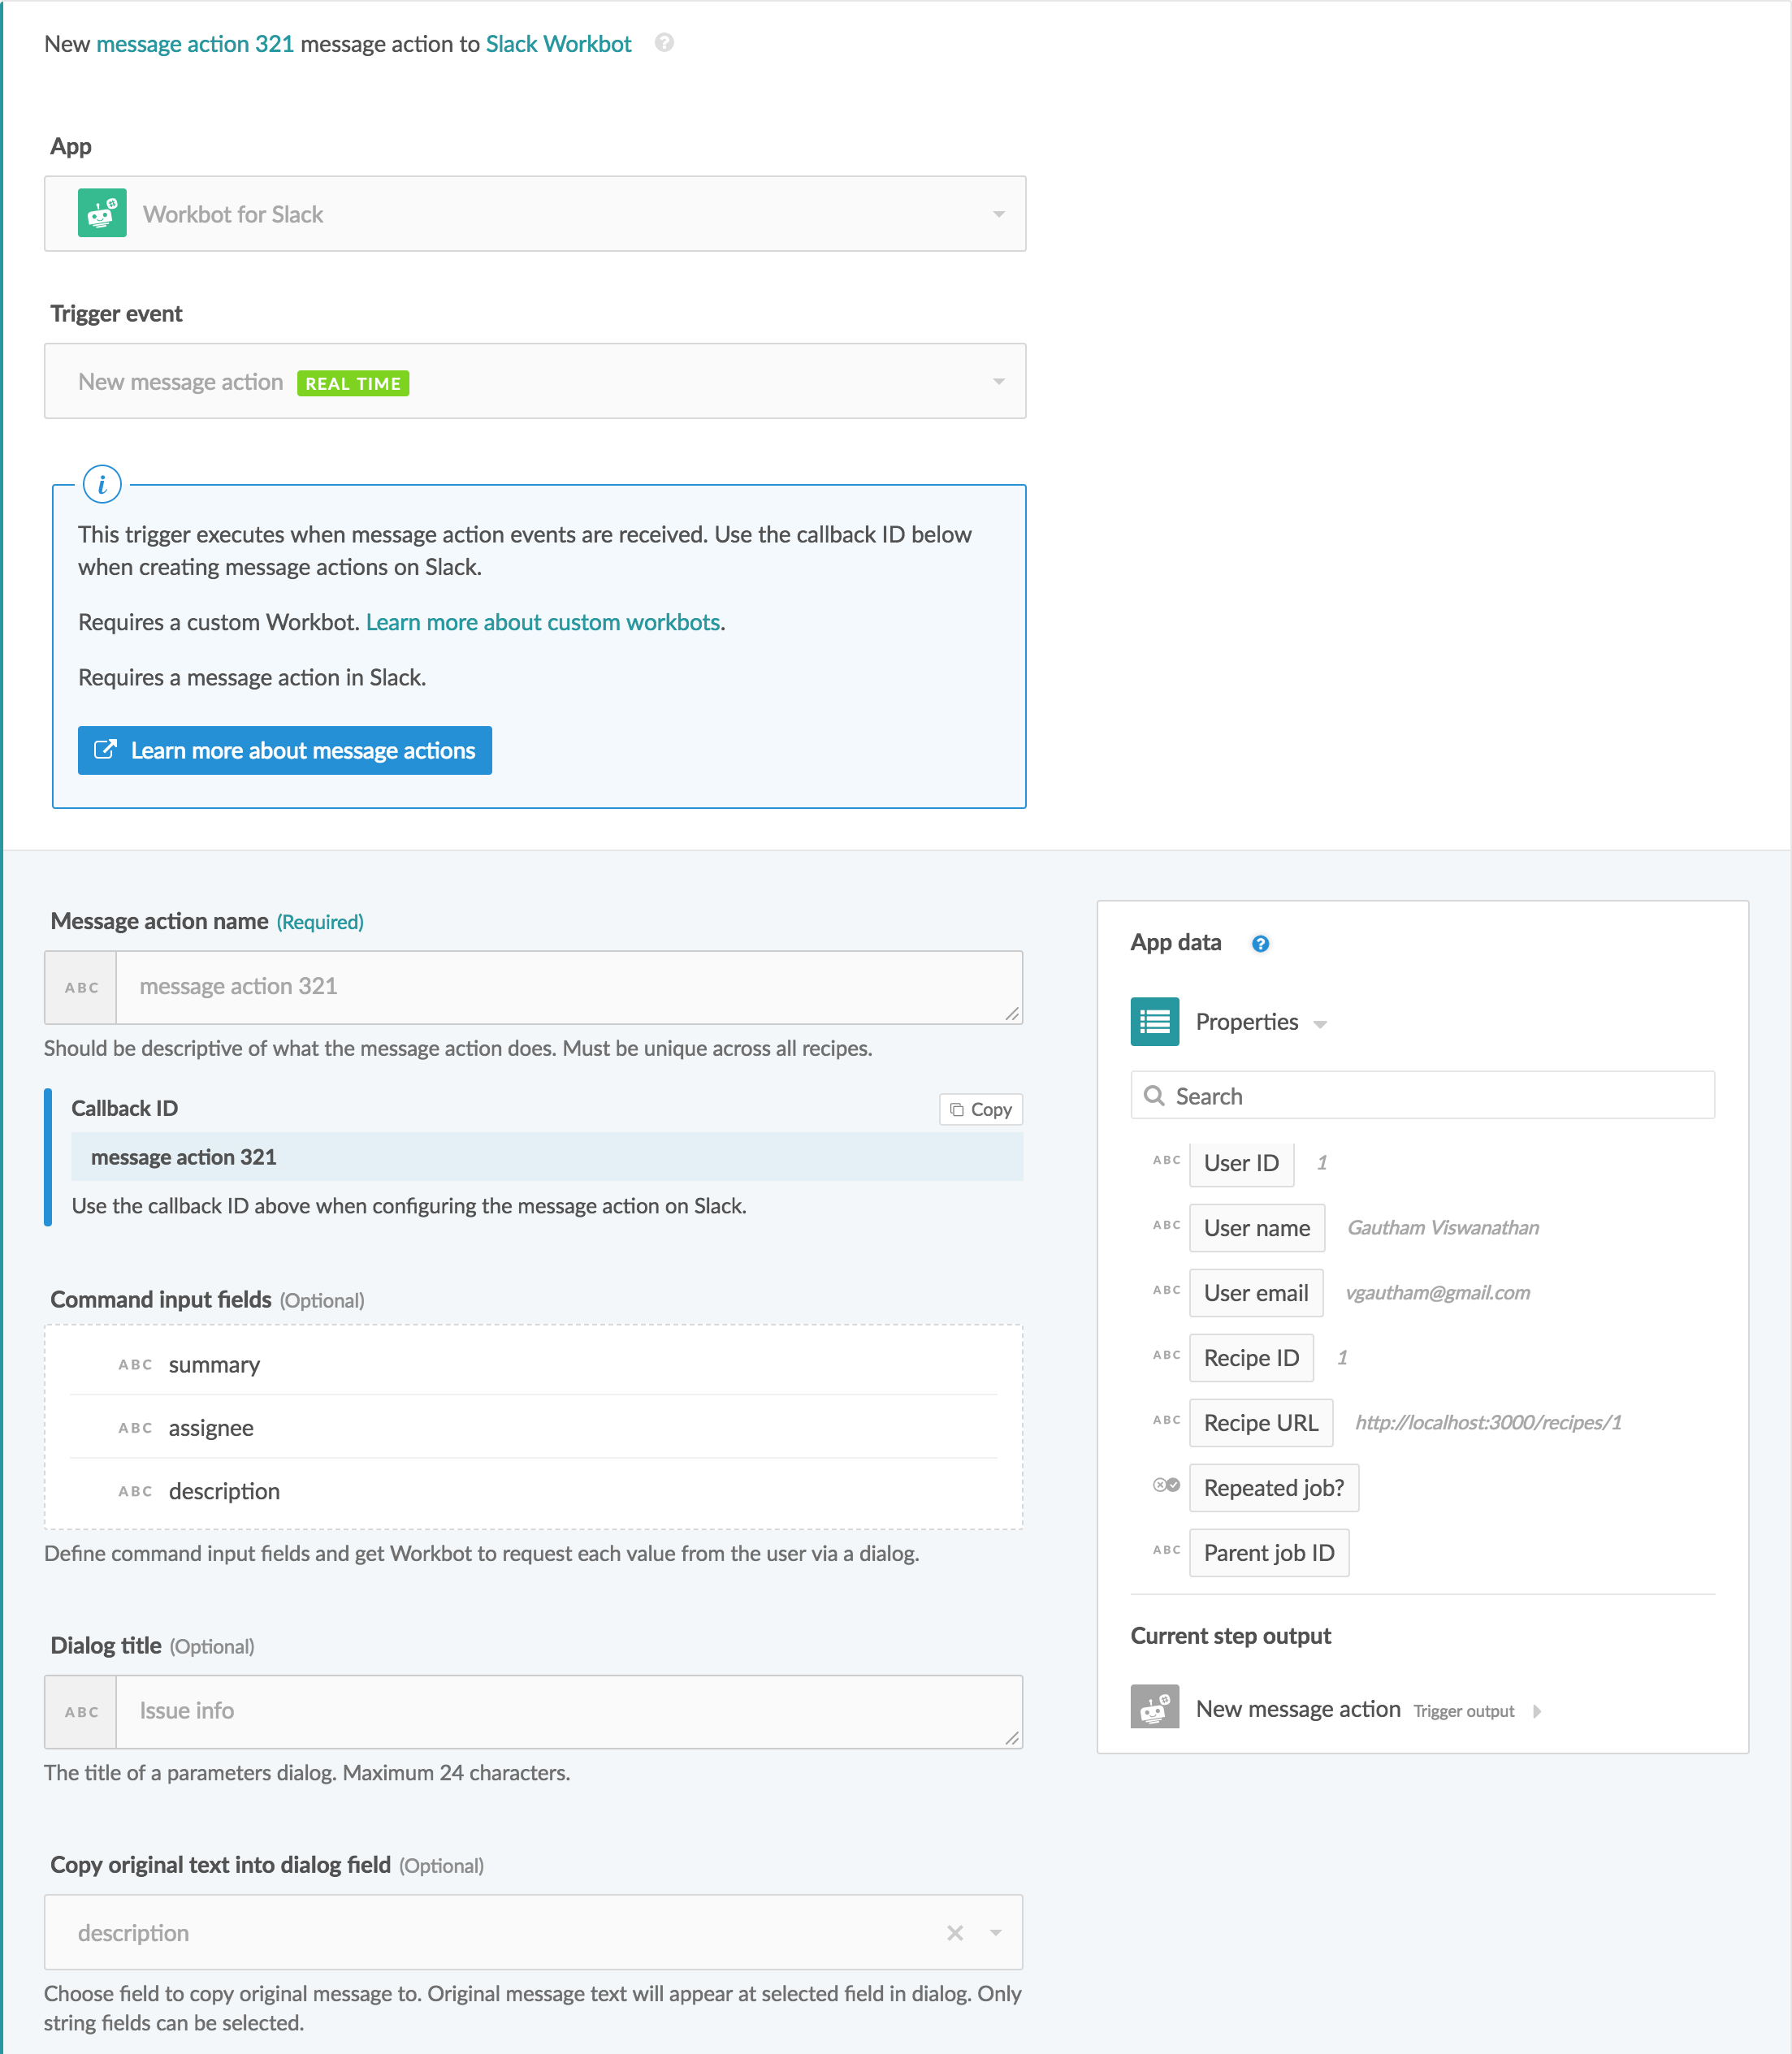 New message action 321 message action to Slack Workbot ?
App
Workbot for Slack
Trigger event
New message action REAL TIME
i
This trigger executes when message action events are received. Use the callback ID below
when creating message actions on Slack.
Requires a custom Workbot. Learn more about custom workbots.
Requires a message action in Slack.
Learn more about message actions
Message action name (Required)
ABC message action 321
Should be descriptive of what the message action does. Must be unique across all recipes.
Callback ID
Copy
message action 321
Use the callback ID above when configuring the message action on Slack.
Command input fields (Optional)
ABC summary
ABC assignee
ABC description
Define command input fields and get Workbot to request each value from the user via a dialog.
Dialog title (Optional)
ABC Issue info
The title of a parameters dialog. Maximum 24 characters.
Copy original text into dialog field (Optional)
description
Choose field to copy original message to. Original message text will appear at selected field in dialog. Only
string fields can be selected.
App data ?
Properties
Search
ABC User ID 1
ABC User name Gautham Viswanathan
ABC User email vgautham@gmail.com
ABC Recipe ID 1
ABC Recipe URL http://localhost:3000/recipes/1
Repeated job?
ABC Parent job ID
Current step output
New message action Trigger output